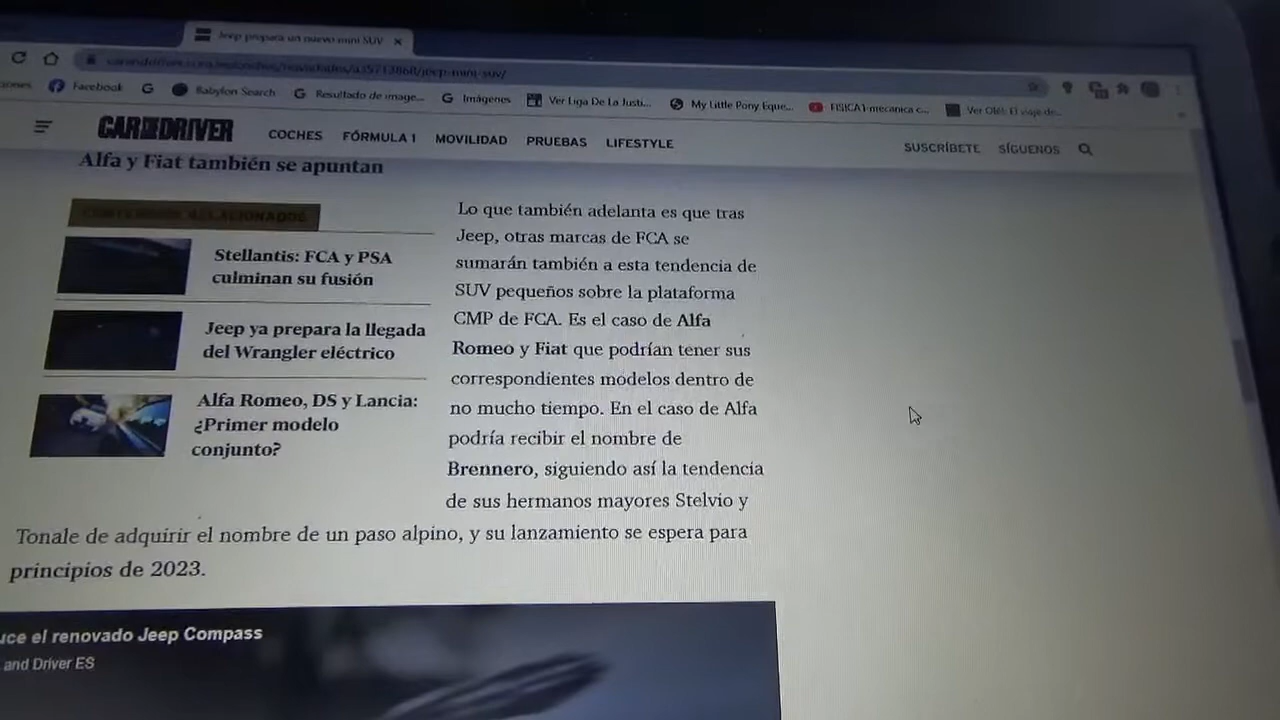 Jeep prepara un nuevo mini SUV
Facebook
Babylon Search
Resultado de image...
Imágenes
Ver Liga De La Justi...
My Little Pony Eque...
FISICA 1 mecánica c...
Ver Olé!: El viaje de...
CAR AND DRIVER
COCHES
FÓRMULA 1
MOVILIDAD
PRUEBAS
LIFESTYLE
SUSCRÍBETE
SÍGUENOS
Alfa y Fiat también se apuntan
CONTENIDOS RELACIONADOS
Stellantis: FCA y PSA
culminan su fusión
Jeep ya prepara la llegada
del Wrangler eléctrico
Alfa Romeo, DS y Lancia:
¿Primer modelo
conjunto?
Lo que también adelanta es que tras
Jeep, otras marcas de FCA se
sumarán también a esta tendencia de
SUV pequeños sobre la plataforma
CMP de FCA. Es el caso de Alfa
Romeo y Fiat que podrían tener sus
correspondientes modelos dentro de
no mucho tiempo. En el caso de Alfa
podría recibir el nombre de
Brennero, siguiendo así la tendencia
de sus hermanos mayores Stelvio y
Tonale de adquirir el nombre de un paso alpino, y su lanzamiento se espera para
principios de 2023.
uce el renovado Jeep Compass
and Driver ES